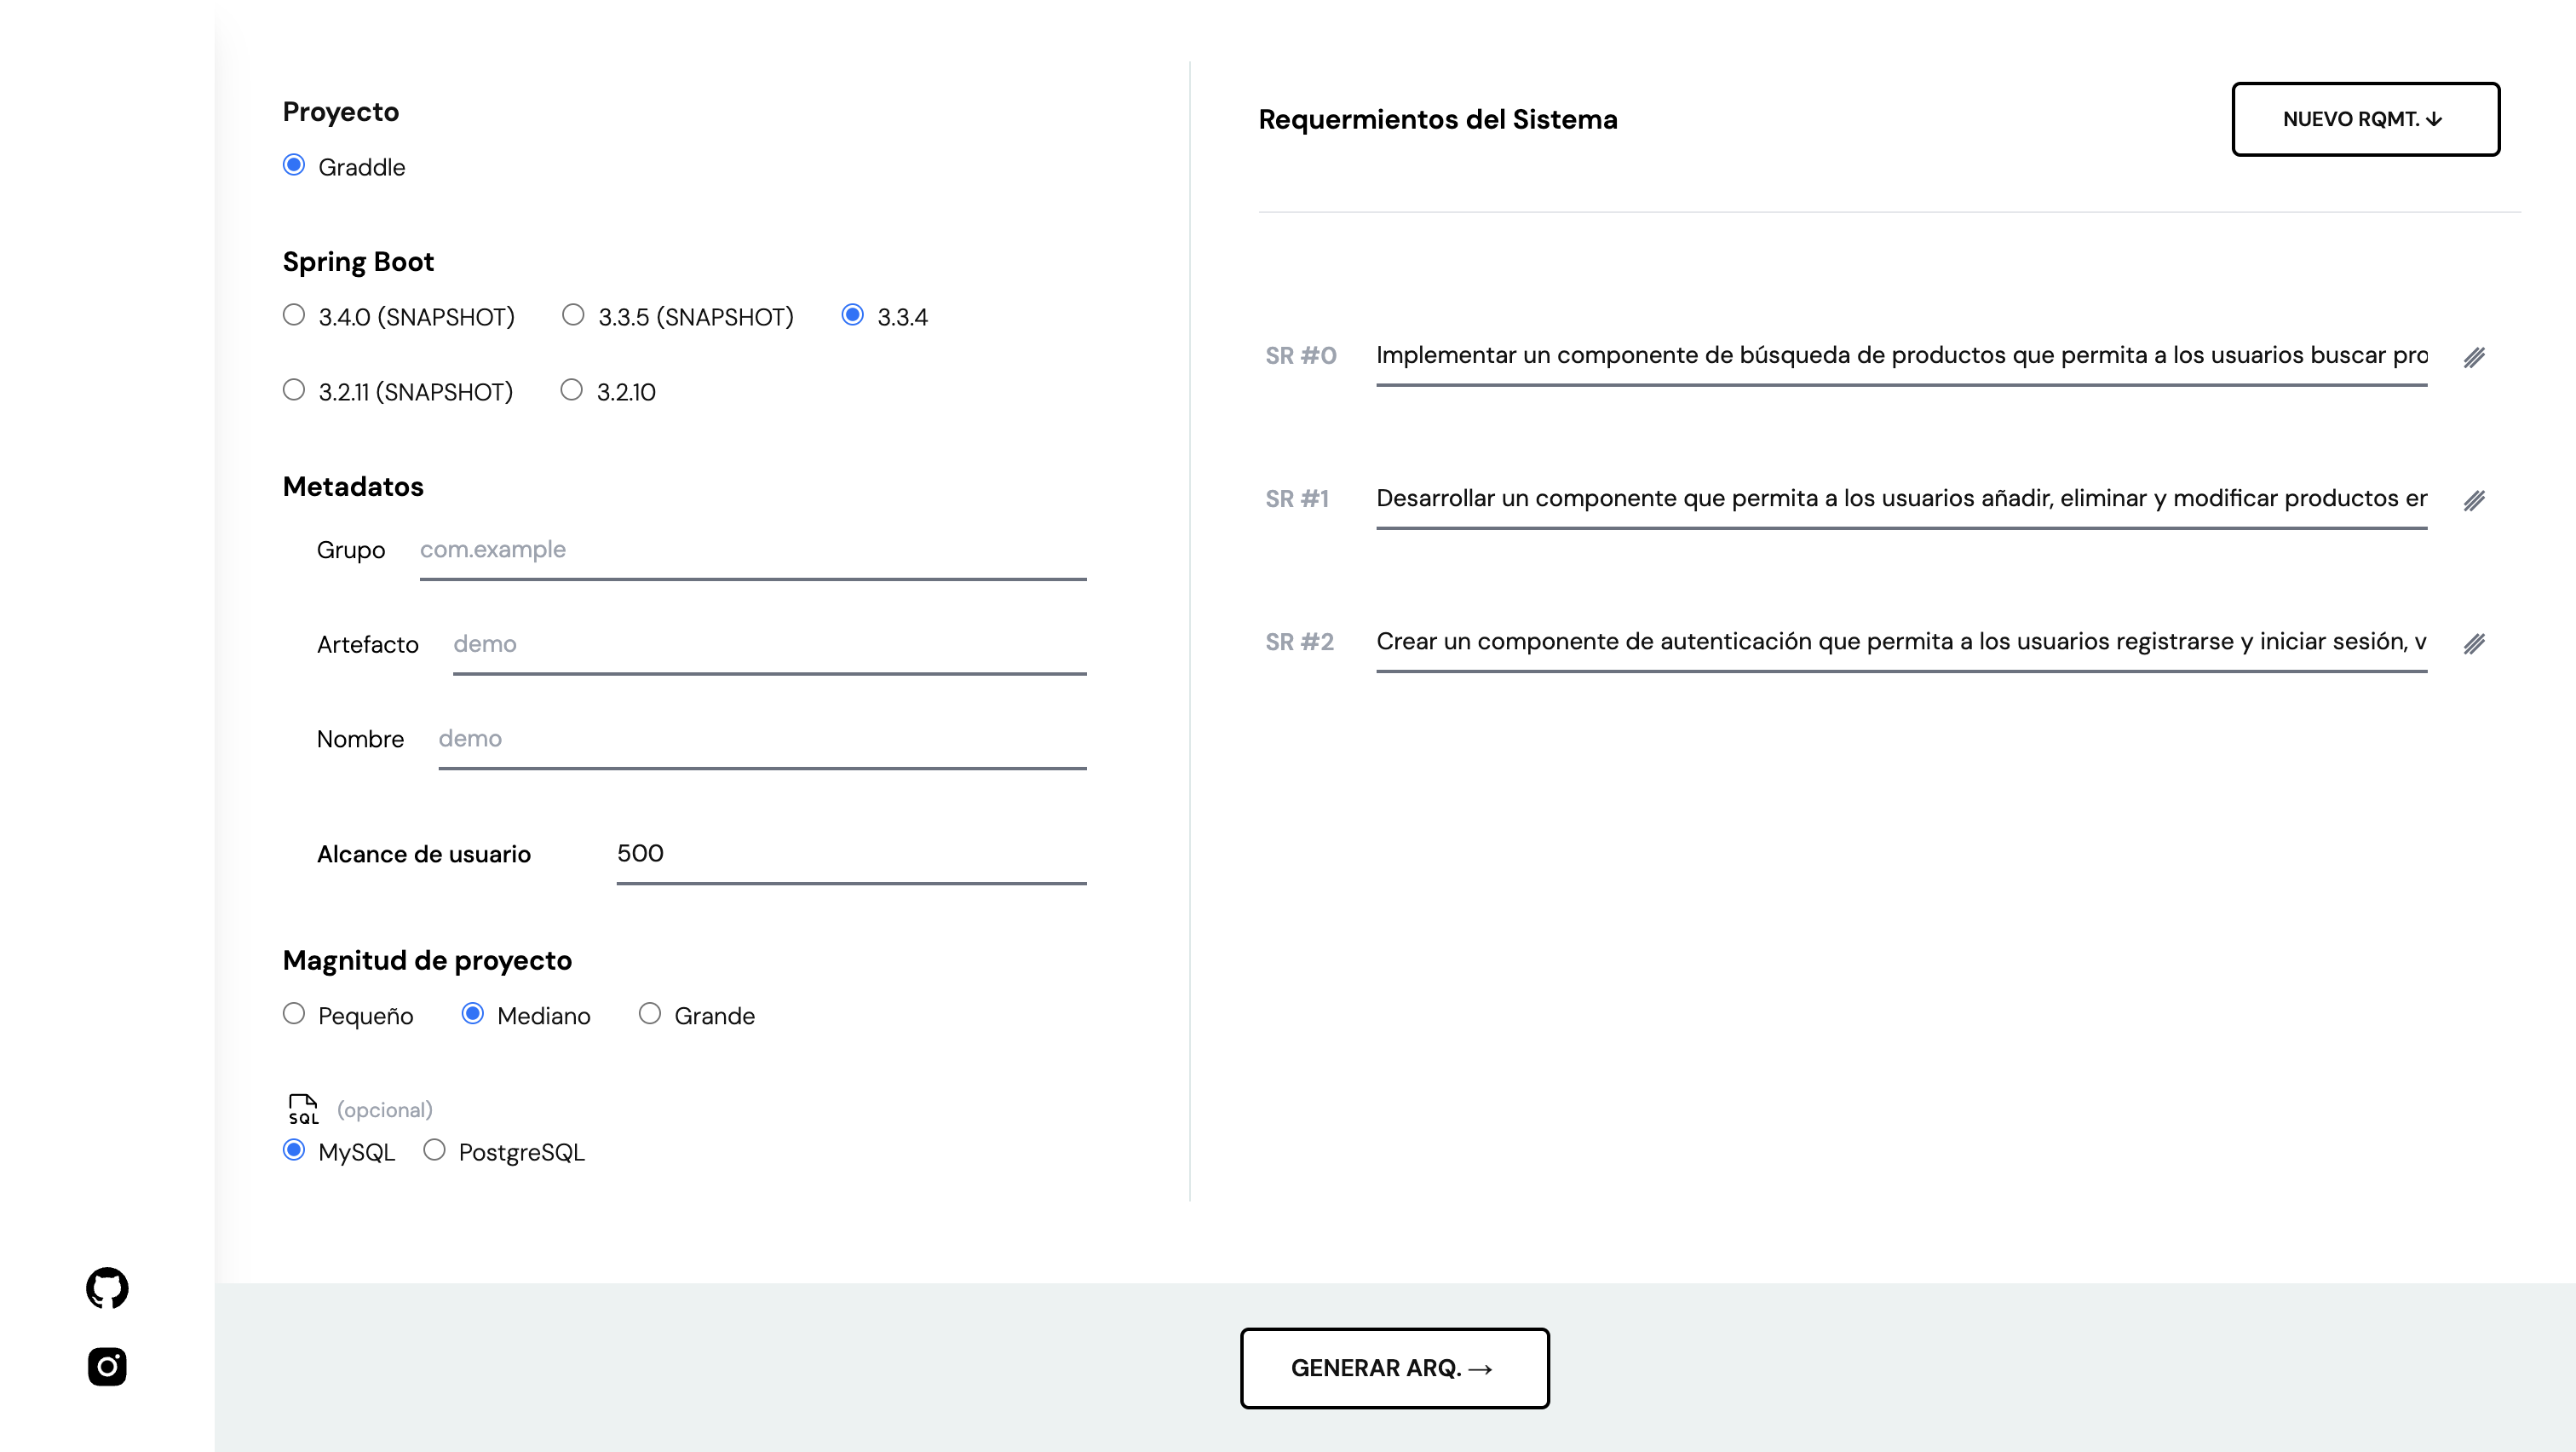 Proyecto
Graddle
Spring Boot
3.4.0 (SNAPSHOT) 3.3.5 (SNAPSHOT) 3.3.4
3.2.11 (SNAPSHOT) 3.2.10
Metadatos
Grupo com.example
Artefacto demo
Nombre demo
Alcance de usuario 500
Magnitud de proyecto
Pequeño Mediano Grande
SQL (opcional)
MySQL PostgreSQL
Requermientos del Sistema
NUEVO RQMT. ↓
SR #0 Implementar un componente de búsqueda de productos que permita a los usuarios buscar pro
SR #1 Desarrollar un componente que permita a los usuarios añadir, eliminar y modificar productos er
SR #2 Crear un componente de autenticación que permita a los usuarios registrarse y iniciar sesión, v
GENERAR ARQ. →